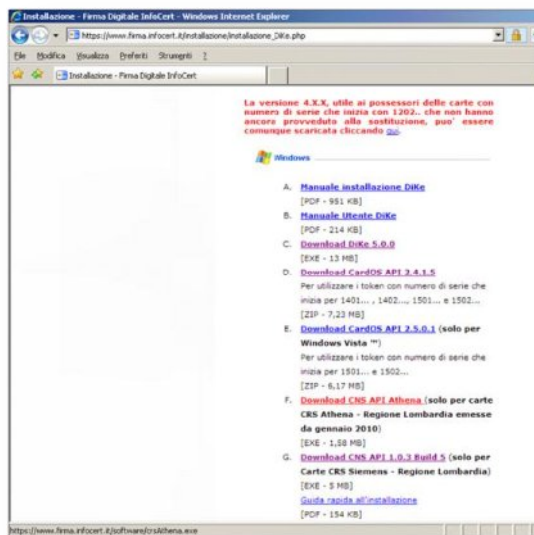 Installazione - Firma Digitale InfoCert - Windows Internet Explorer
https://www.firma.infocert.it/installazione/installazione_DiKe.php
File Modifica Visualizza Preferiti Strumenti ?
Installazione - Firma Digitale InfoCert
La versione 4.X.X, utile ai possessori delle carte con
numero di serie che inizia con 1202.. che non hanno
ancora provveduto alla sostituzione, puo' essere
comunque scaricata cliccando qui.
Windows
A. Manuale installazione DiKe
[PDF - 951 KB]
B. Manuale Utente DiKe
[PDF - 214 KB]
C. Download DiKe 5.0.0
[EXE - 13 MB]
D. Download CardOS API 2.4.1.5
Per utilizzare i token con numero di serie che
inizia per 1401... , 1402..., 1501... e 1502...
[ZIP - 7,23 MB]
E. Download CardOS API 2.5.0.1 (solo per
Windows Vista ™)
Per utilizzare i token con numero di serie che
inizia per 1501... e 1502...
[ZIP - 6,17 MB]
F. Download CNS API Athena (solo per carte
CRS Athena - Regione Lombardia emesse
da gennaio 2010)
[EXE - 1,58 MB]
G. Download CNS API 1.0.3 Build 5 (solo per
Carte CRS Siemens - Regione Lombardia)
[EXE - 5 MB]
Guida rapida all'installazione
[PDF - 154 KB]
https://www.firma.infocert.it/software/crsAthena.exe